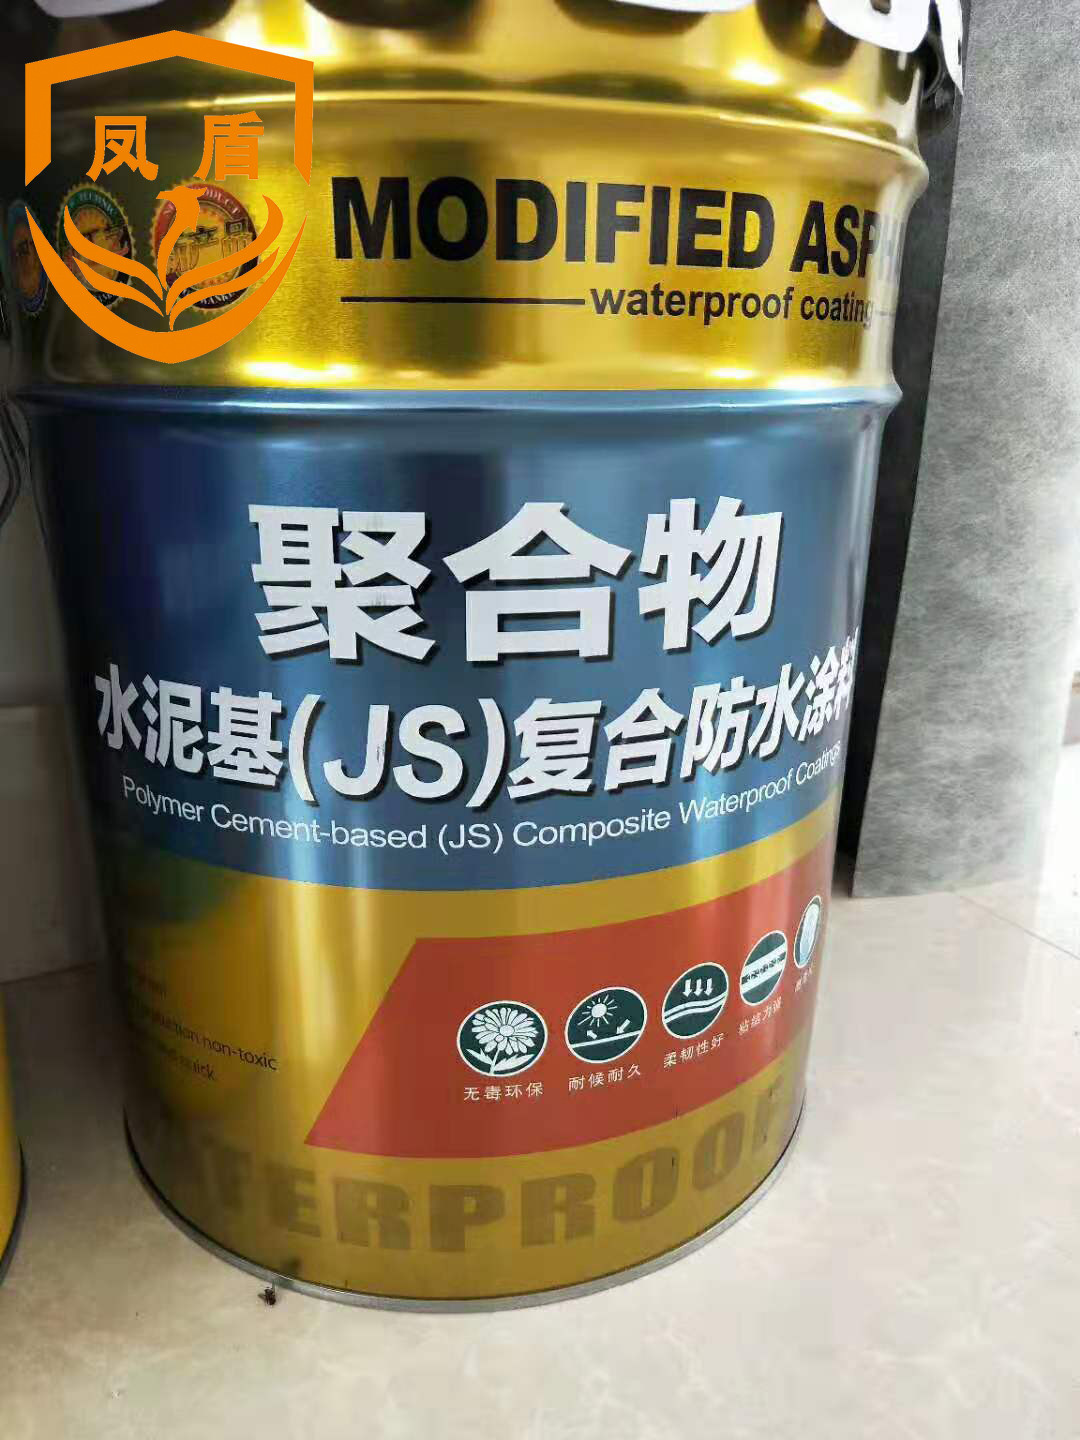 凤盾
MODIFIED ASPH
waterproof coating
聚合物
水泥基(JS)复合防水涂料
Polymer Cement-based (JS) Composite Waterproof Coatings
non-toxic
无毒环保
耐候耐久
柔韧性好
粘结力强
TERPROOF